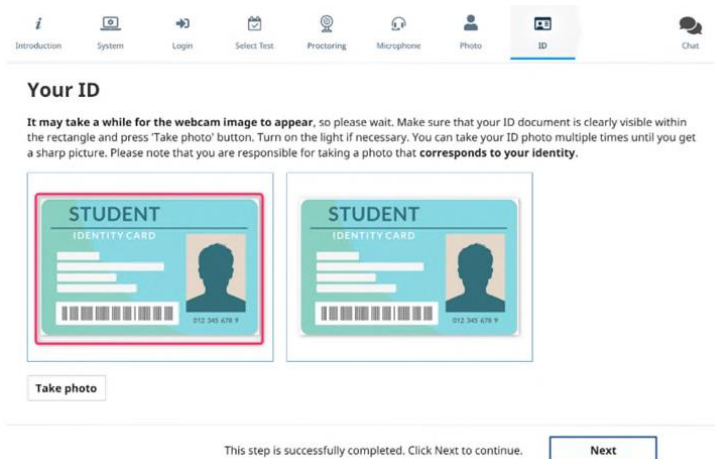 i
Introduction System Login Select Test Proctoring Microphone Photo ID Chat
Your ID
It may take a while for the webcam image to appear, so please wait. Make sure that your ID document is clearly visible within
the rectangle and press 'Take photo' button. Turn on the light if necessary. You can take your ID photo multiple times until you get
a sharp picture. Please note that you are responsible for taking a photo that corresponds to your identity.
STUDENT
IDENTITY CARD
012 345 678 9
STUDENT
IDENTITY CARD
012 345 678 9
Take photo
This step is successfully completed. Click Next to continue.
Next